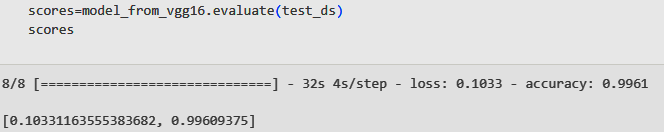 scores=model_from_vgg16.evaluate(test_ds)
scores
8/8 [==============================] - 32s 4s/step - loss: 0.1033 - accuracy: 0.9961
[0.10331163555383682, 0.99609375]